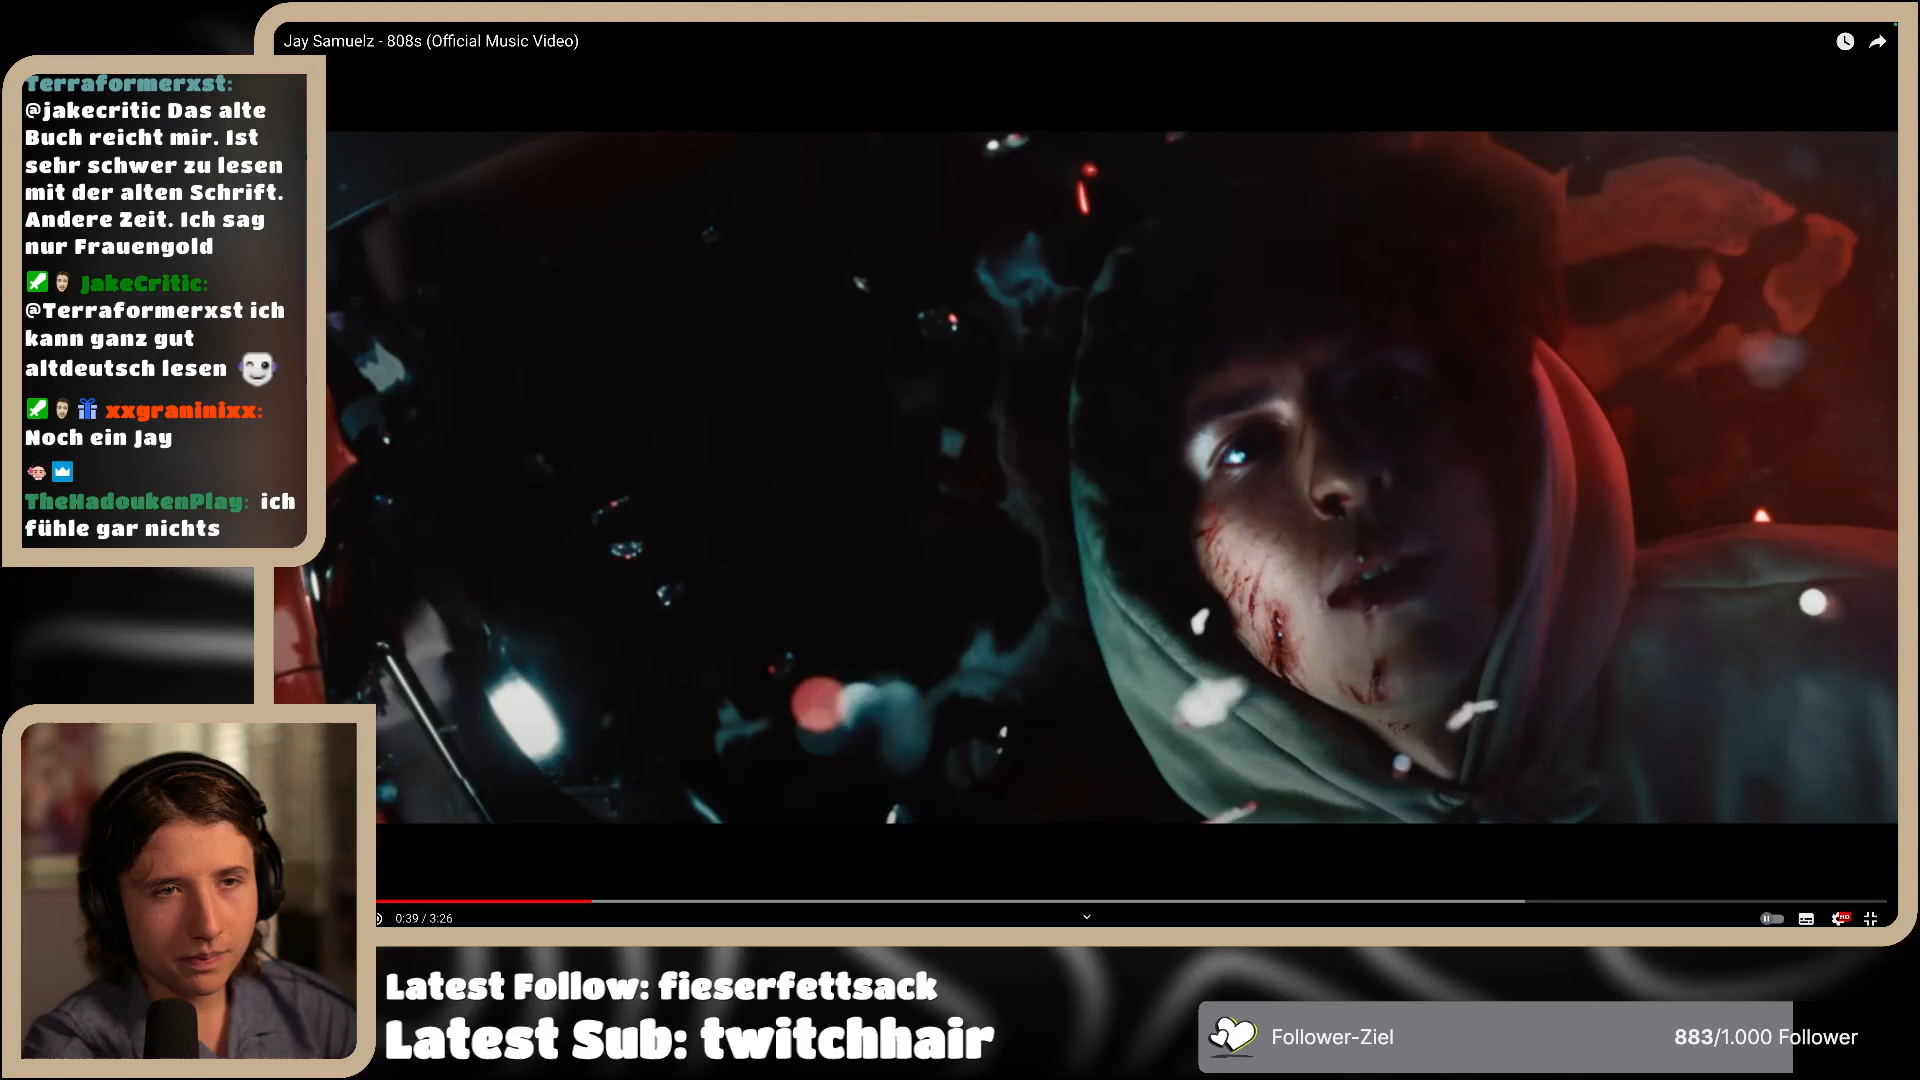 Jay Samuelz - 808s (Official Music Video)
Terraformerxst:
@jakecritic Das alte
Buch reicht mir. Ist
sehr schwer zu lesen
mit der alten Schrift.
Andere Zeit. Ich sag
nur Frauengold
JakeCritic:
@Terraformerxst ich
kann ganz gut
altdeutsch lesen
xxgraninixx:
Noch ein Jay
TheHadoukenPlay: ich
fühle gar nichts
0:39 / 3:26
HD
Latest Follow: fieserfettsack
Latest Sub: twitchhair
Follower-Ziel
883/1.000 Follower